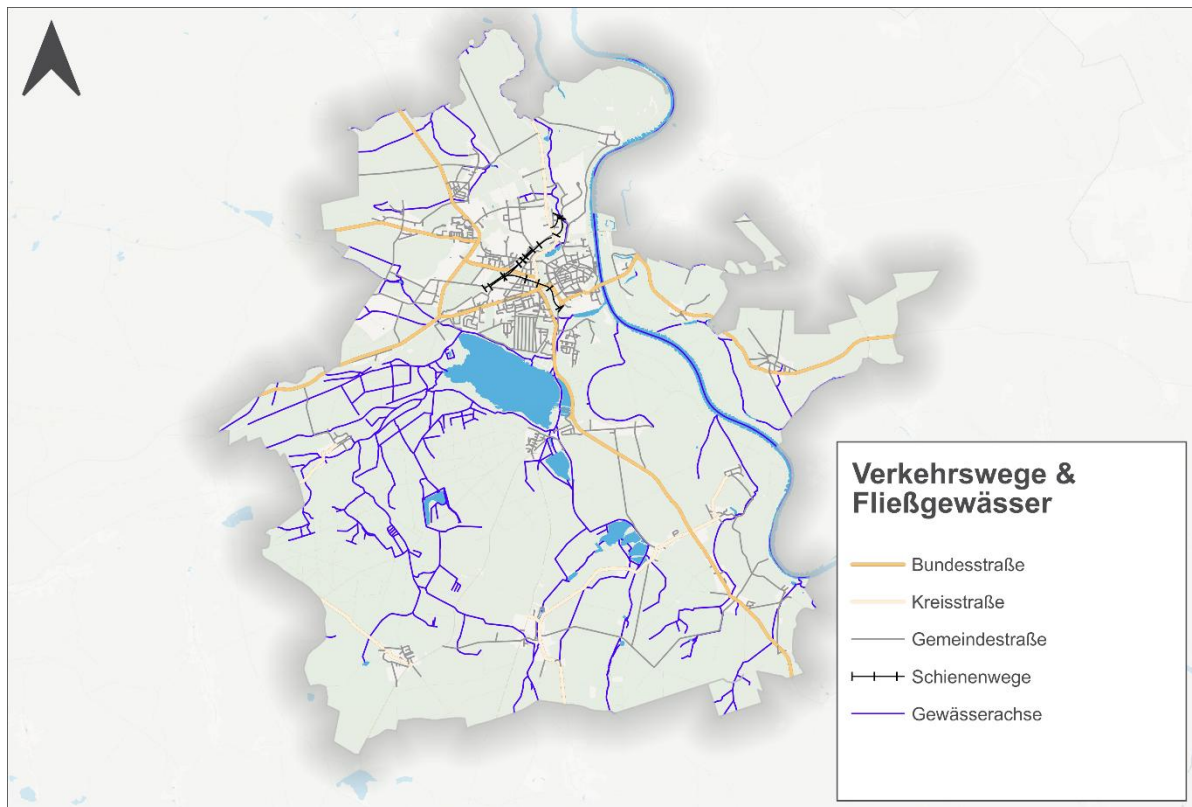 Verkehrswege &
Fließgewässer
Bundesstraße
Kreisstraße
Gemeindestraße
Schienenwege
Gewässerachse